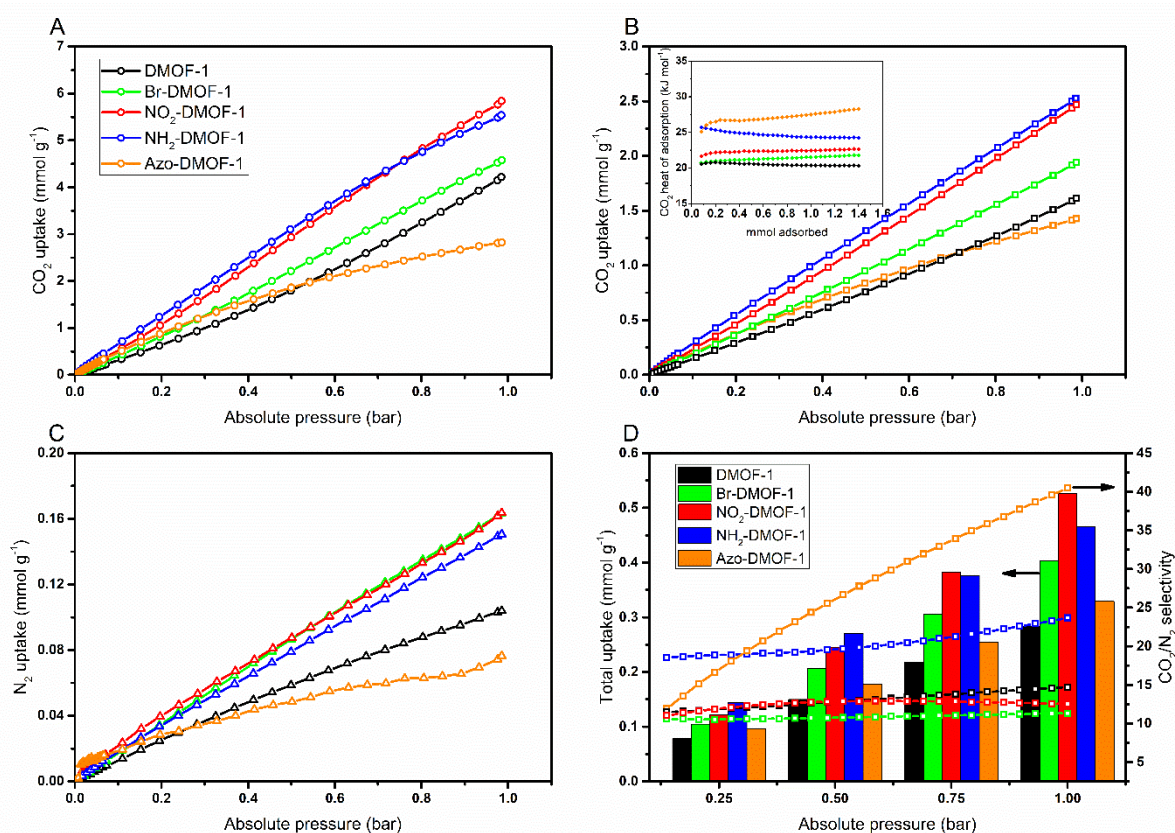 A
CO2 uptake (mmol g-1)
7
6
5
4
3
2
1
0
DMOF-1
Br-DMOF-1
NO2-DMOF-1
NH2-DMOF-1
Azo-DMOF-1
0.0 0.2 0.4 0.6 0.8 1.0
Absolute pressure (bar)
B
CO2 uptake (mmol g-1)
3.0
2.5
2.0
1.5
1.0
0.5
0.0
CO2 heat of adsorption (kJ mol-1)
35
30
25
20
15
0.0 0.2 0.4 0.6 0.8 1.0 1.2 1.4 1.6
mmol adsorbed
0.0 0.2 0.4 0.6 0.8 1.0
Absolute pressure (bar)
C
N2 uptake (mmol g-1)
0.20
0.16
0.12
0.08
0.04
0.00
0.0 0.2 0.4 0.6 0.8 1.0
Absolute pressure (bar)
D
Total uptake (mmol g-1)
0.6
0.5
0.4
0.3
0.2
0.1
0.0
DMOF-1
Br-DMOF-1
NO2-DMOF-1
NH2-DMOF-1
Azo-DMOF-1
45
40
35
30
25
20
15
10
5
CO2/N2 selectivity
0.25 0.50 0.75 1.00
Absolute pressure (bar)